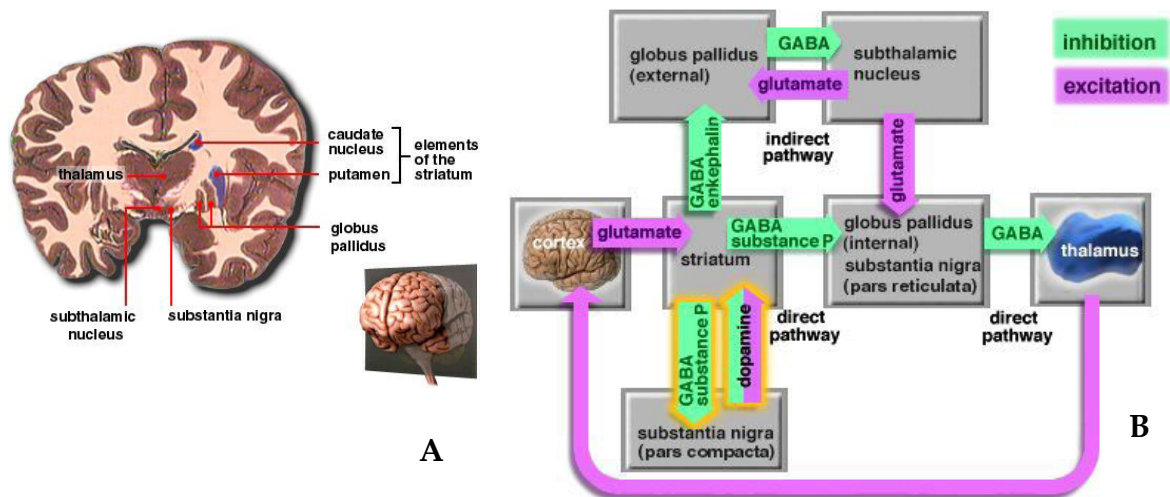 caudate
nucleus
thalamus
putamen
elements
of the
striatum
globus
pallidus
subthalamic
nucleus
substantia nigra
A
globus pallidus
(external)
GABA
glutamate
subthalamic
nucleus
inhibition
excitation
indirect
pathway
GABA
enkephalin
glutamate
cortex
glutamate
striatum
GABA
substance P
globus pallidus
(internal)
substantia nigra
(pars reticulata)
GABA
thalamus
direct
pathway
direct
pathway
GABA
substance P
dopamine
substantia nigra
(pars compacta)
B